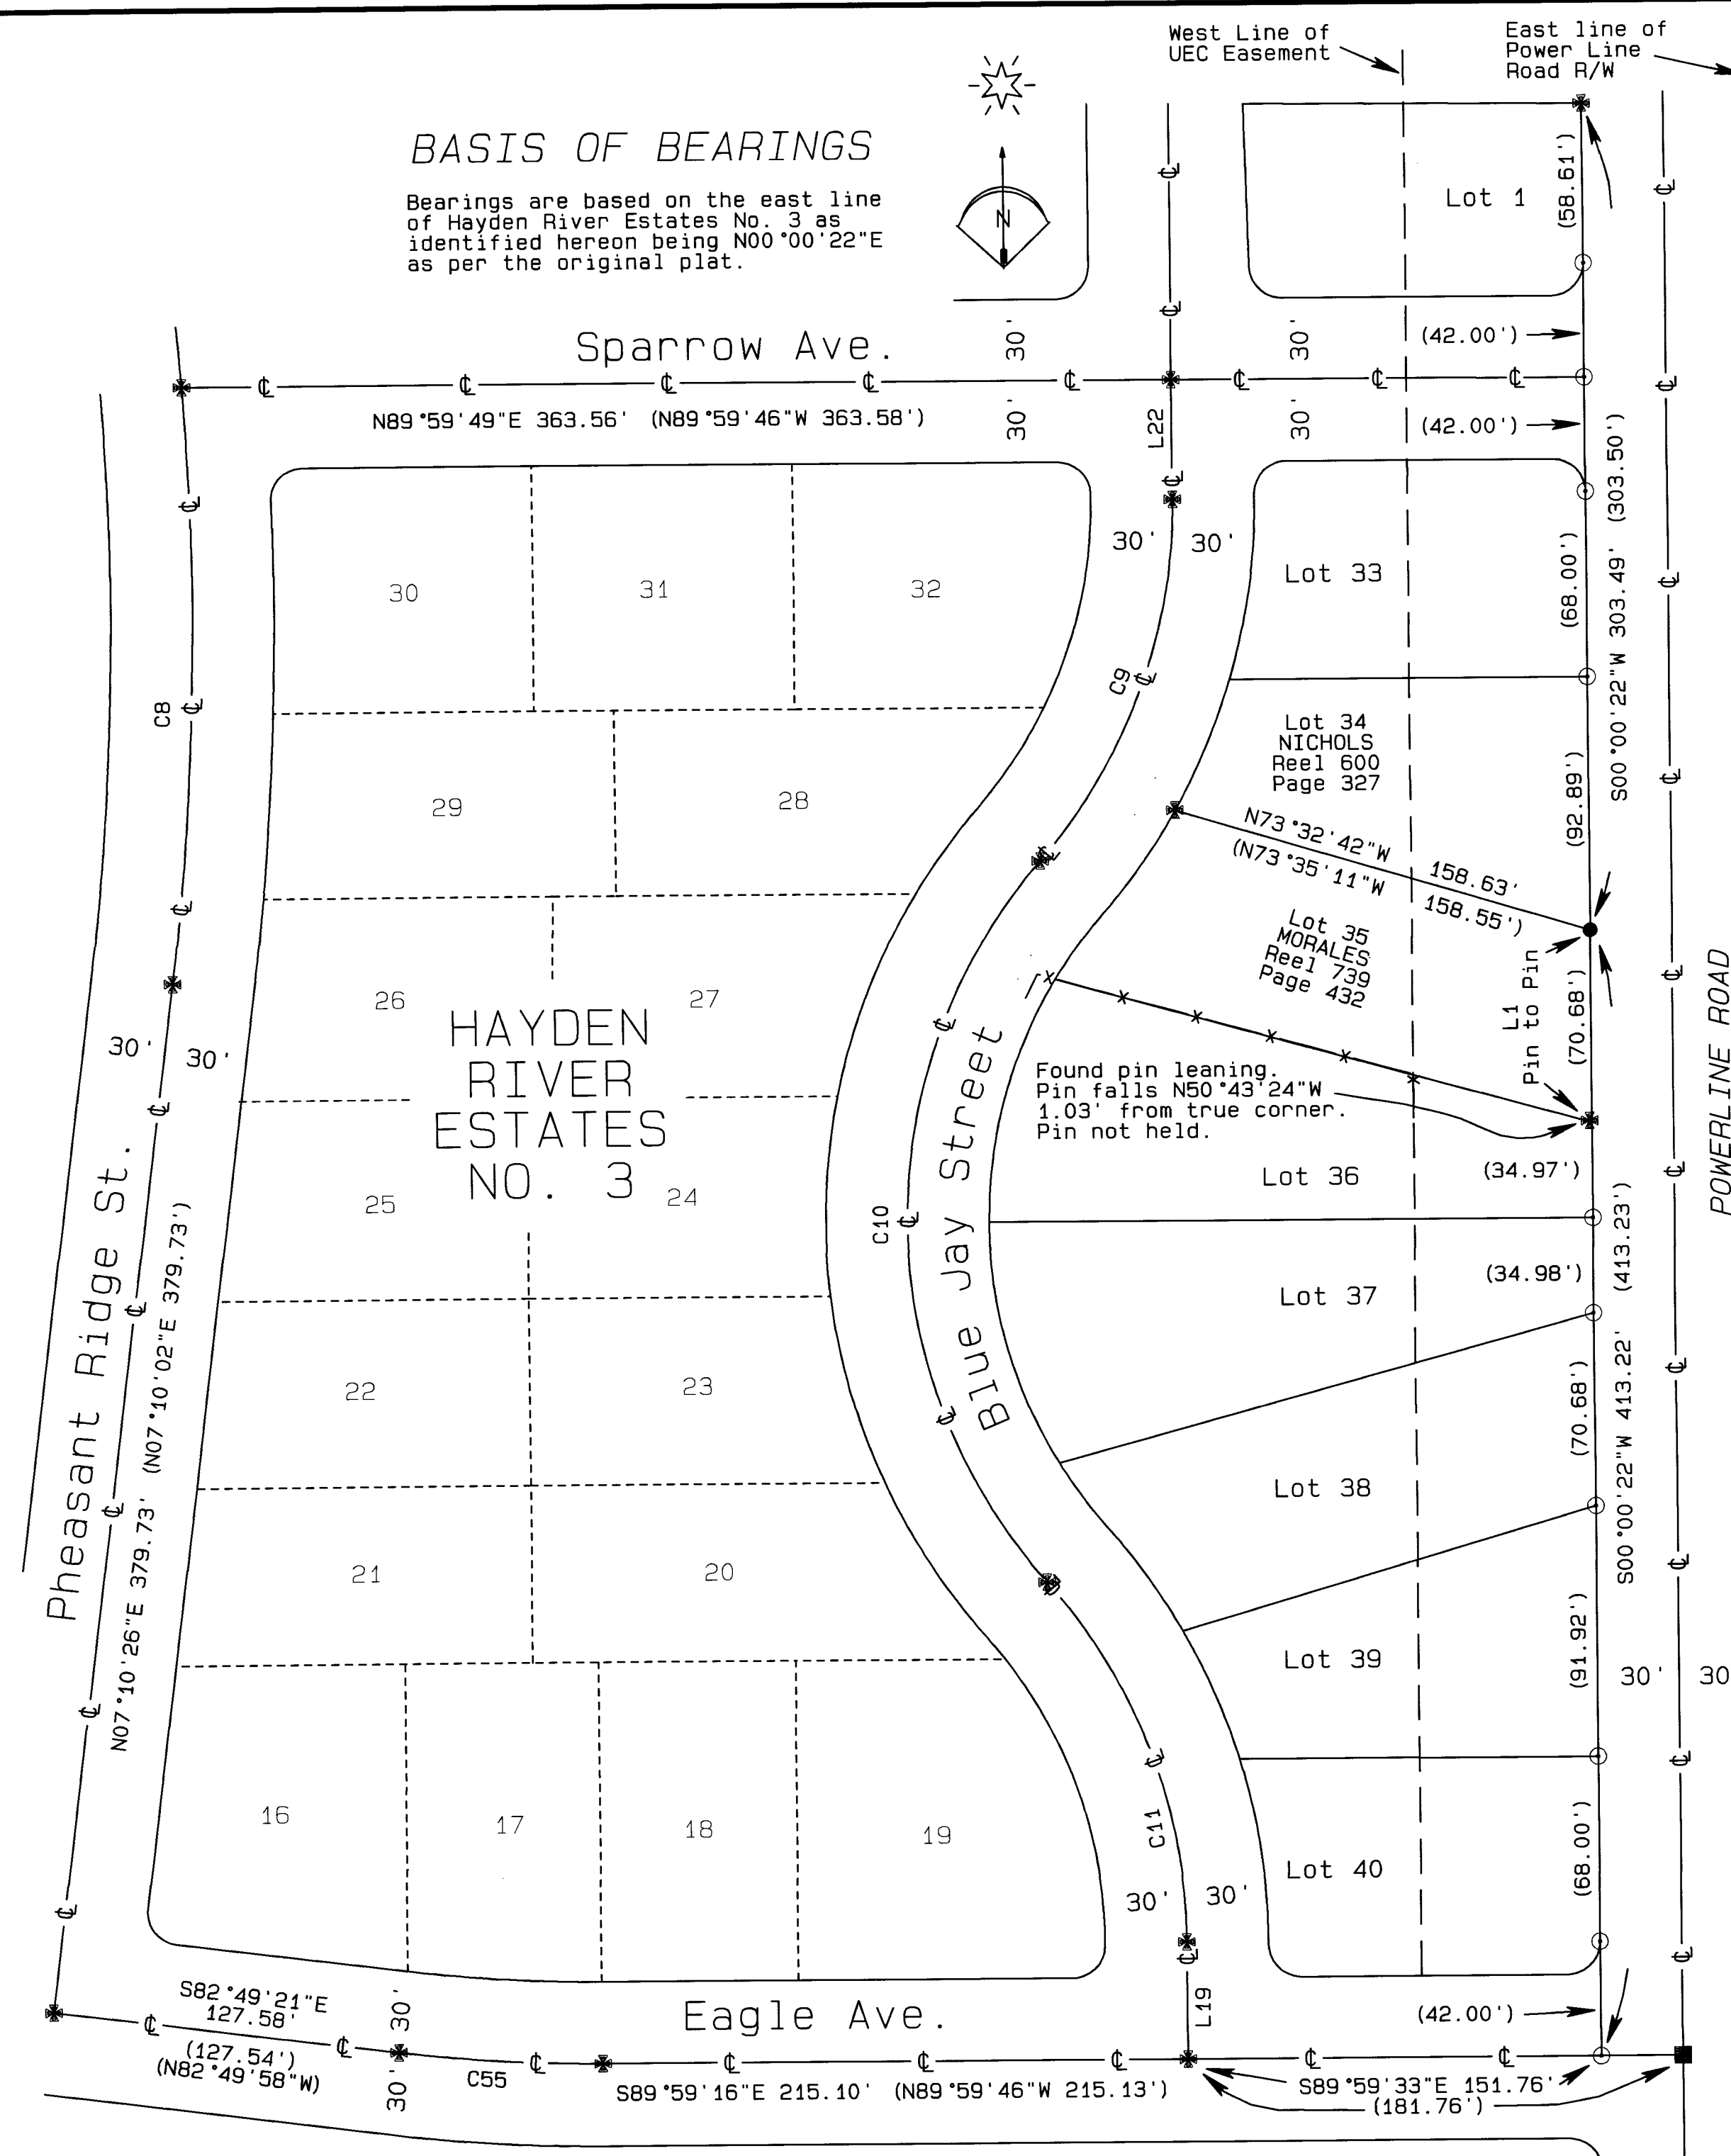 West Line of
UEC Easement
East line of
Power Line
Road R/W
BASIS OF BEARINGS
Bearings are based on the east line
of Hayden River Estates No. 3 as
identified hereon being N00°00'22"E
as per the original plat.
N
Lot 1
(58.61')
Sparrow Ave.
30'
30'
(42.00')
N89°59'49"E 363.56' (N89°59'46"W 363.58')
30'
L22
30'
(42.00')
S00°00'22"W 303.49' (303.50')
30' 30'
30
31
32
Lot 33
(68.00')
C8
C9
29
28
Lot 34
NICHOLS
Reel 600
Page 327
(92.89')
N73°32'42"W 158.63'
(N73°35'11"W 158.55')
Lot 35
MORALES
Reel 739
Page 432
L1
Pin to Pin
(70.68')
POWERLINE ROAD
26
27
30' 30'
HAYDEN
RIVER
ESTATES
NO. 3
Found pin leaning.
Pin falls N50°43'24"W
1.03' from true corner.
Pin not held.
Blue Jay Street
C10
25
24
Lot 36
(34.97')
Lot 37
(34.98')
S00°00'22"W 413.22' (413.23')
Pheasant Ridge St.
N07°10'26"E 379.73' (N07°10'02"E 379.73')
22
23
(70.68')
Lot 38
21
20
Lot 39
(91.92')
30' 30
16
17
18
19
C11
Lot 40
(68.00')
30' 30'
S82°49'21"E
127.58'
(127.54')
(N82°49'58"W)
30'
30'
Eagle Ave.
L19
(42.00')
C55
S89°59'16"E 215.10' (N89°59'46"W 215.13')
S89°59'33"E 151.76'
(181.76')